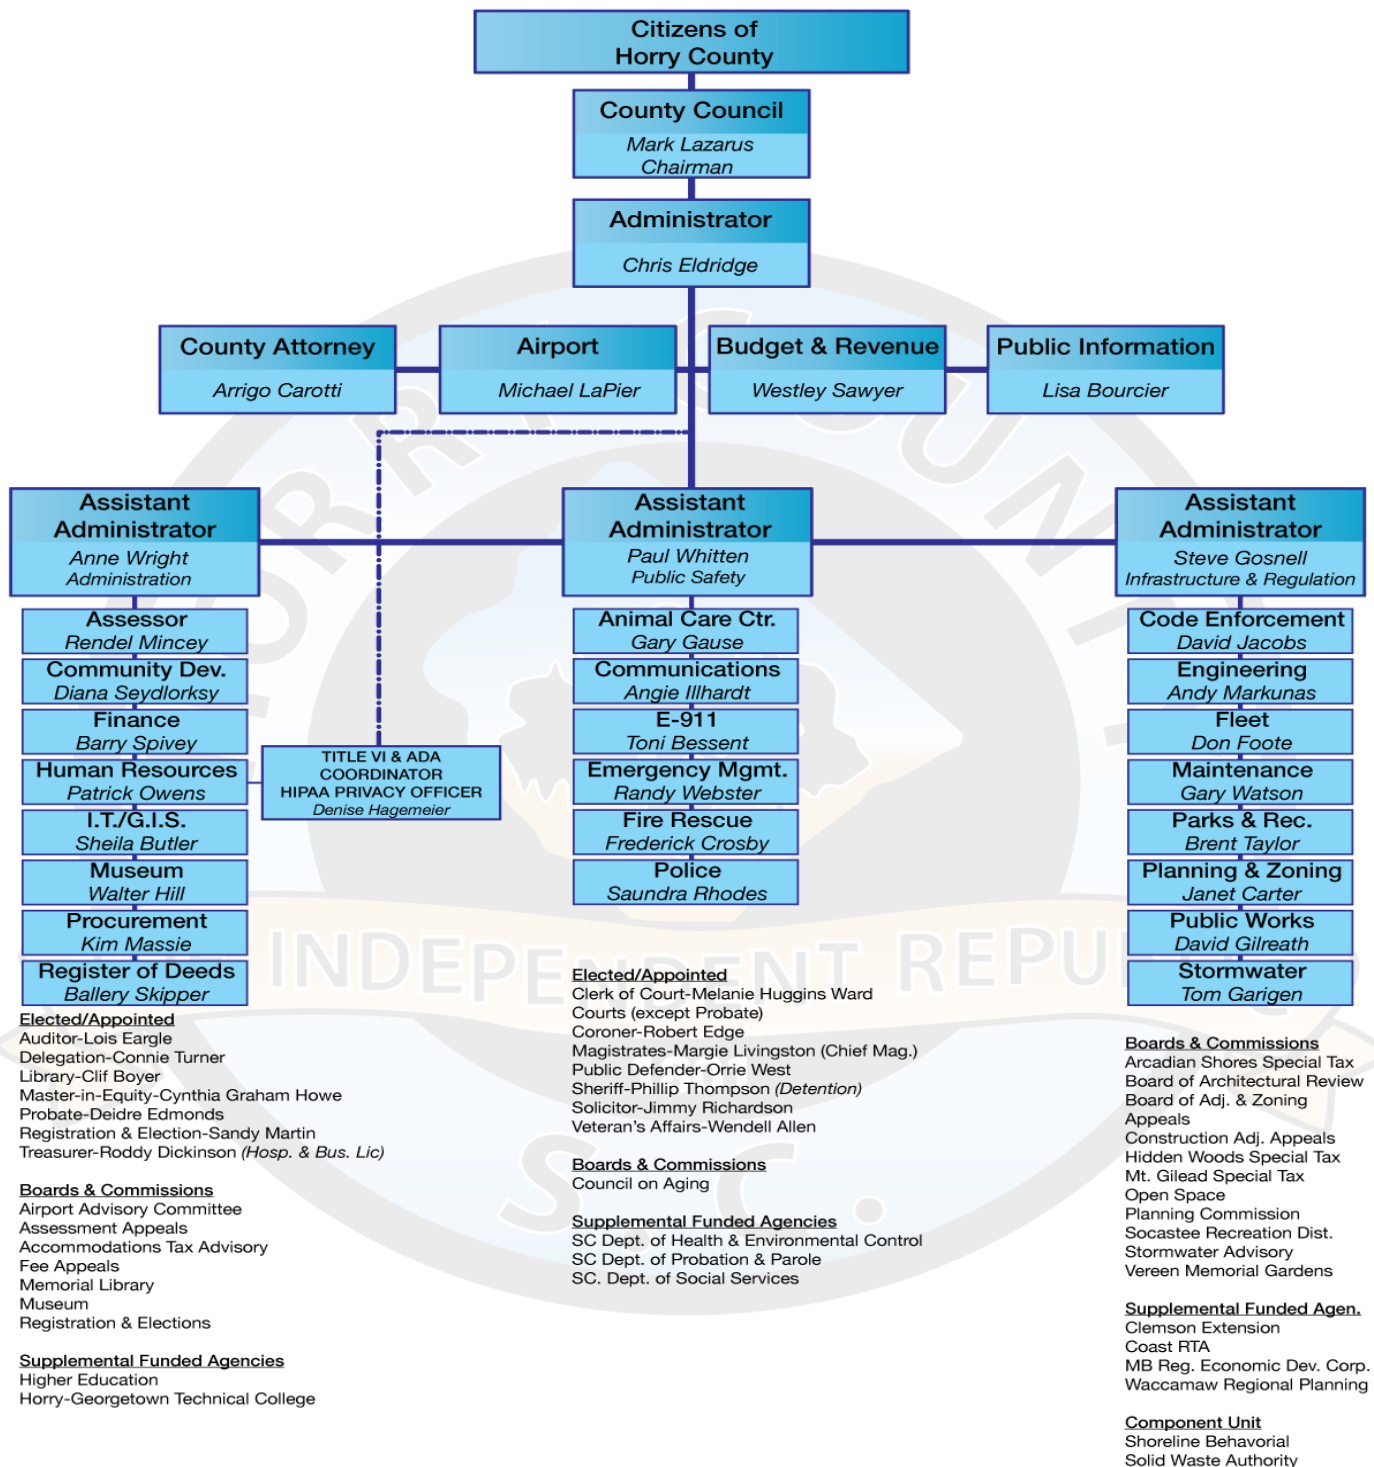 Citizens of
Horry County
County Council
Mark Lazarus
Chairman
Administrator
Chris Eldridge
County Attorney
Arrigo Carotti
Airport
Michael LaPier
Budget & Revenue
Westley Sawyer
Public Information
Lisa Bourcier
Assistant
Administrator
Anne Wright
Administration
Assessor
Rendel Mincey
Community Dev.
Diana Seydlorksy
Finance
Barry Spivey
Human Resources
Patrick Owens
I.T./G.I.S.
Sheila Butler
Museum
Walter Hill
Procurement
Kim Massie
Register of Deeds
Ballery Skipper
TITLE VI & ADA
COORDINATOR
HIPAA PRIVACY OFFICER
Denise Hagemeier
Elected/Appointed
Auditor-Lois Eargle
Delegation-Connie Turner
Library-Clif Boyer
Master-in-Equity-Cynthia Graham Howe
Probate-Deidre Edmonds
Registration & Election-Sandy Martin
Treasurer-Roddy Dickinson (Hosp. & Bus. Lic)
Boards & Commissions
Airport Advisory Committee
Assessment Appeals
Accommodations Tax Advisory
Fee Appeals
Memorial Library
Museum
Registration & Elections
Supplemental Funded Agencies
Higher Education
Horry-Georgetown Technical College
Assistant
Administrator
Paul Whitten
Public Safety
Animal Care Ctr.
Gary Gause
Communications
Angie Illhardt
E-911
Toni Bessent
Emergency Mgmt.
Randy Webster
Fire Rescue
Frederick Crosby
Police
Saundra Rhodes
Elected/Appointed
Clerk of Court-Melanie Huggins Ward
Courts (except Probate)
Coroner-Robert Edge
Magistrates-Margie Livingston (Chief Mag.)
Public Defender-Orrie West
Sheriff-Phillip Thompson (Detention)
Solicitor-Jimmy Richardson
Veteran's Affairs-Wendell Allen
Boards & Commissions
Council on Aging
Supplemental Funded Agencies
SC Dept. of Health & Environmental Control
SC Dept. of Probation & Parole
SC. Dept. of Social Services
Assistant
Administrator
Steve Gosnell
Infrastructure & Regulation
Code Enforcement
David Jacobs
Engineering
Andy Markunas
Fleet
Don Foote
Maintenance
Gary Watson
Parks & Rec.
Brent Taylor
Planning & Zoning
Janet Carter
Public Works
David Gilreath
Stormwater
Tom Garigen
Boards & Commissions
Arcadian Shores Special Tax
Board of Architectural Review
Board of Adj. & Zoning
Appeals
Construction Adj. Appeals
Hidden Woods Special Tax
Mt. Gilead Special Tax
Open Space
Planning Commission
Socastee Recreation Dist.
Stormwater Advisory
Vereen Memorial Gardens
Supplemental Funded Agen.
Clemson Extension
Coast RTA
MB Reg. Economic Dev. Corp.
Waccamaw Regional Planning
Component Unit
Shoreline Behavorial
Solid Waste Authority
HORRY COUNTY
INDEPENDENT REPU
S.C.